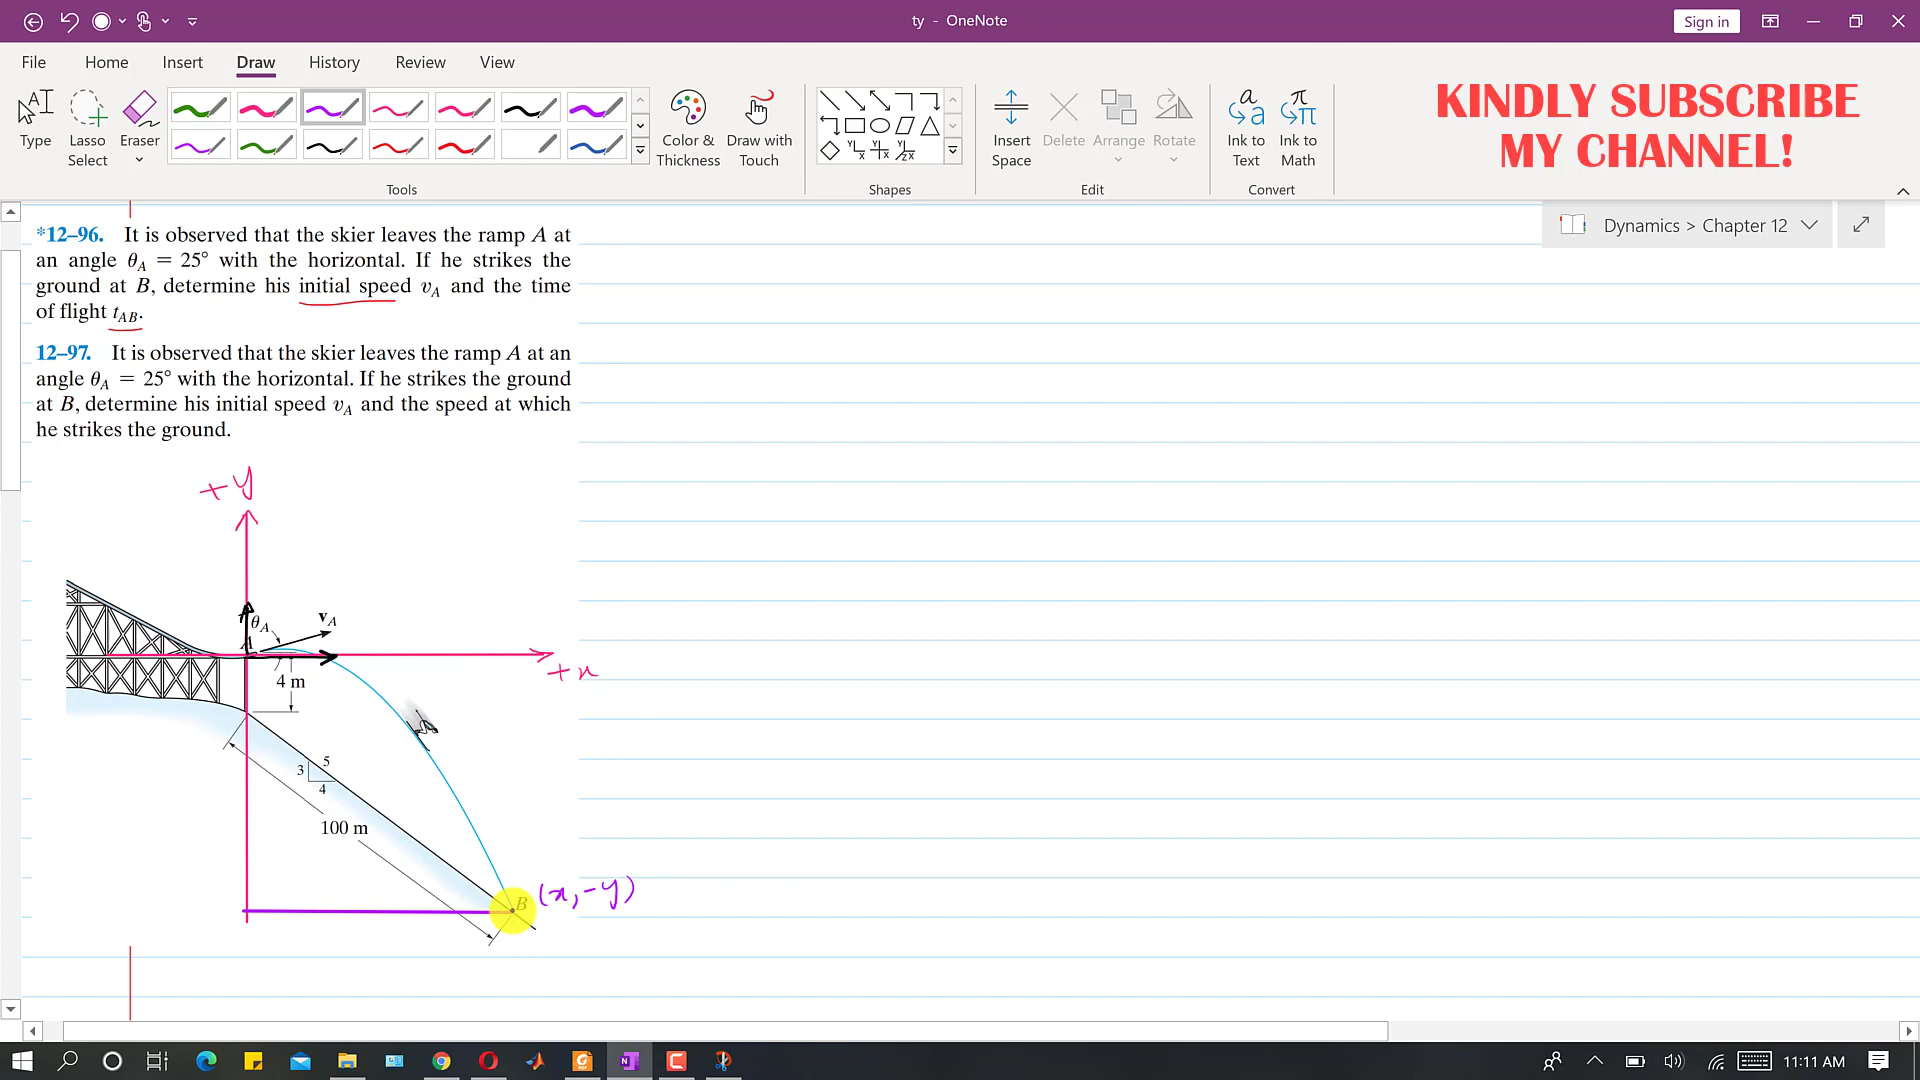 ty - OneNote
Sign in
File Home Insert Draw History Review View
Type
Lasso Select
Eraser
Color & Thickness
Draw with Touch
Insert Space
Delete
Arrange
Rotate
Ink to Text
Ink to Math
Tools
Shapes
Edit
Convert
KINDLY SUBSCRIBE
MY CHANNEL!
Dynamics > Chapter 12
*12–96. It is observed that the skier leaves the ramp A at
an angle θA = 25° with the horizontal. If he strikes the
ground at B, determine his initial speed vA and the time
of flight tAB.
12–97. It is observed that the skier leaves the ramp A at an
angle θA = 25° with the horizontal. If he strikes the ground
at B, determine his initial speed vA and the speed at which
he strikes the ground.
+y
θA
vA
A
+x
4 m
5
3
4
100 m
B
(x, -y)
11:11 AM